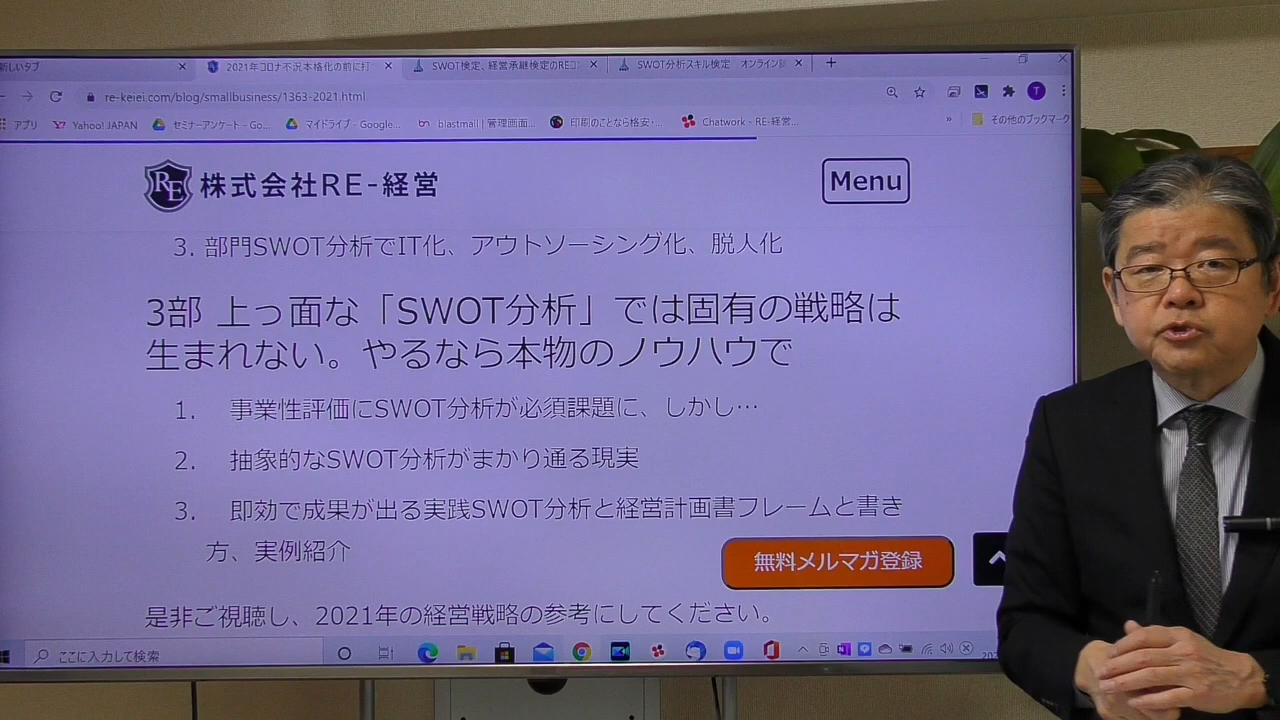 新しいタブ
2021年コロナ不況本格化の前に打
SWOT検定、経営承継検定のRE
SWOT分析スキル検定 オンライン
re-keiei.com/blog/smallbusiness/1363-2021.html
T
アプリ
Yahoo! JAPAN
セミナーアンケート - Go...
マイドライブ - Google...
blastmail | 管理画面...
印刷のことなら格安・...
Chatwork - RE-経営...
»
その他のブックマーク
RE
株式会社RE-経営
Menu
3. 部門SWOT分析でIT化、アウトソーシング化、脱人化
3部 上っ面な「SWOT分析」では固有の戦略は
生まれない。やるなら本物のノウハウで
1. 事業性評価にSWOT分析が必須課題に、しかし…
2. 抽象的なSWOT分析がまかり通る現実
3. 即効で成果が出る実践SWOT分析と経営計画書フレームと書き
方、実例紹介
無料メルマガ登録
是非ご視聴し、2021年の経営戦略の参考にしてください。
ここに入力して検索